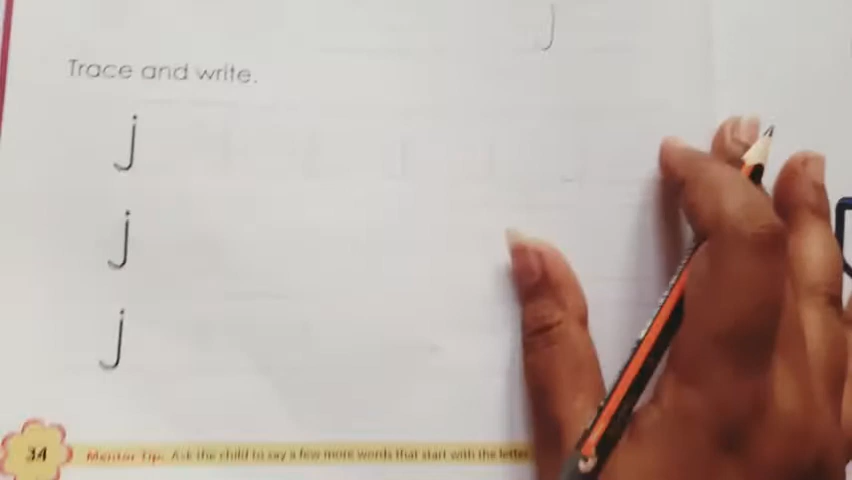 j
Trace and write.
j
j
j
34 Mentor Tip: Ask the child to say a few more words that start with the letter